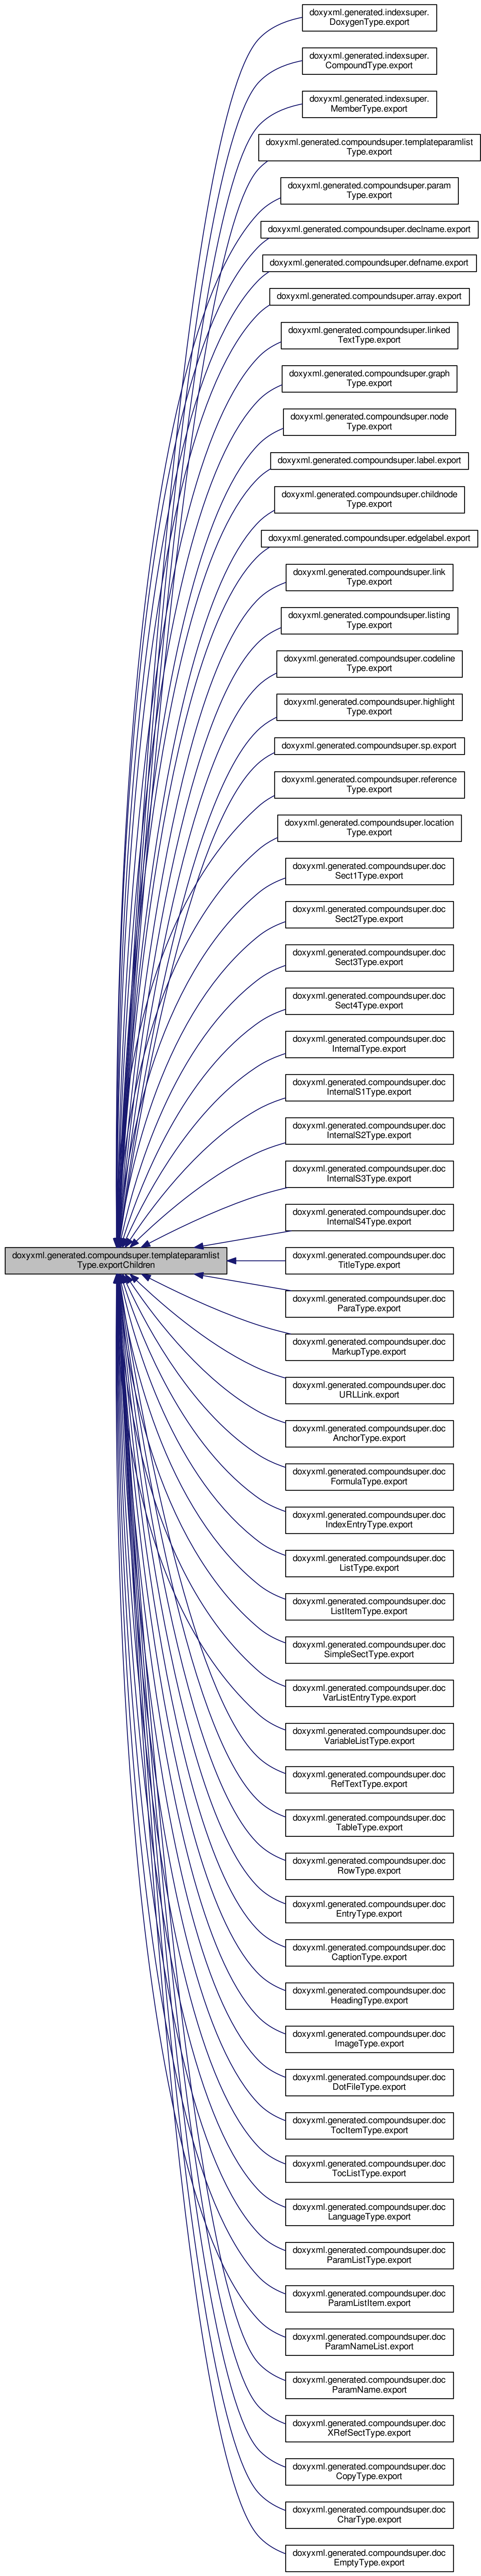 doxyxml.generated.indexsuper.
DoxygenType.export
doxyxml.generated.indexsuper.
CompoundType.export
doxyxml.generated.indexsuper.
MemberType.export
doxyxml.generated.compoundsuper.templateparamlist
Type.export
doxyxml.generated.compoundsuper.param
Type.export
doxyxml.generated.compoundsuper.declname.export
doxyxml.generated.compoundsuper.defname.export
doxyxml.generated.compoundsuper.array.export
doxyxml.generated.compoundsuper.linked
TextType.export
doxyxml.generated.compoundsuper.graph
Type.export
doxyxml.generated.compoundsuper.node
Type.export
doxyxml.generated.compoundsuper.label.export
doxyxml.generated.compoundsuper.childnode
Type.export
doxyxml.generated.compoundsuper.edgelabel.export
doxyxml.generated.compoundsuper.link
Type.export
doxyxml.generated.compoundsuper.listing
Type.export
doxyxml.generated.compoundsuper.codeline
Type.export
doxyxml.generated.compoundsuper.highlight
Type.export
doxyxml.generated.compoundsuper.sp.export
doxyxml.generated.compoundsuper.reference
Type.export
doxyxml.generated.compoundsuper.location
Type.export
doxyxml.generated.compoundsuper.doc
Sect1Type.export
doxyxml.generated.compoundsuper.doc
Sect2Type.export
doxyxml.generated.compoundsuper.doc
Sect3Type.export
doxyxml.generated.compoundsuper.doc
Sect4Type.export
doxyxml.generated.compoundsuper.doc
InternalType.export
doxyxml.generated.compoundsuper.doc
InternalS1Type.export
doxyxml.generated.compoundsuper.doc
InternalS2Type.export
doxyxml.generated.compoundsuper.doc
InternalS3Type.export
doxyxml.generated.compoundsuper.doc
InternalS4Type.export
doxyxml.generated.compoundsuper.templateparamlist
Type.exportChildren
doxyxml.generated.compoundsuper.doc
TitleType.export
doxyxml.generated.compoundsuper.doc
ParaType.export
doxyxml.generated.compoundsuper.doc
MarkupType.export
doxyxml.generated.compoundsuper.doc
URLLink.export
doxyxml.generated.compoundsuper.doc
AnchorType.export
doxyxml.generated.compoundsuper.doc
FormulaType.export
doxyxml.generated.compoundsuper.doc
IndexEntryType.export
doxyxml.generated.compoundsuper.doc
ListType.export
doxyxml.generated.compoundsuper.doc
ListItemType.export
doxyxml.generated.compoundsuper.doc
SimpleSectType.export
doxyxml.generated.compoundsuper.doc
VarListEntryType.export
doxyxml.generated.compoundsuper.doc
VariableListType.export
doxyxml.generated.compoundsuper.doc
RefTextType.export
doxyxml.generated.compoundsuper.doc
TableType.export
doxyxml.generated.compoundsuper.doc
RowType.export
doxyxml.generated.compoundsuper.doc
EntryType.export
doxyxml.generated.compoundsuper.doc
CaptionType.export
doxyxml.generated.compoundsuper.doc
HeadingType.export
doxyxml.generated.compoundsuper.doc
ImageType.export
doxyxml.generated.compoundsuper.doc
DotFileType.export
doxyxml.generated.compoundsuper.doc
TocItemType.export
doxyxml.generated.compoundsuper.doc
TocListType.export
doxyxml.generated.compoundsuper.doc
LanguageType.export
doxyxml.generated.compoundsuper.doc
ParamListType.export
doxyxml.generated.compoundsuper.doc
ParamListItem.export
doxyxml.generated.compoundsuper.doc
ParamNameList.export
doxyxml.generated.compoundsuper.doc
ParamName.export
doxyxml.generated.compoundsuper.doc
XRefSectType.export
doxyxml.generated.compoundsuper.doc
CopyType.export
doxyxml.generated.compoundsuper.doc
CharType.export
doxyxml.generated.compoundsuper.doc
EmptyType.export